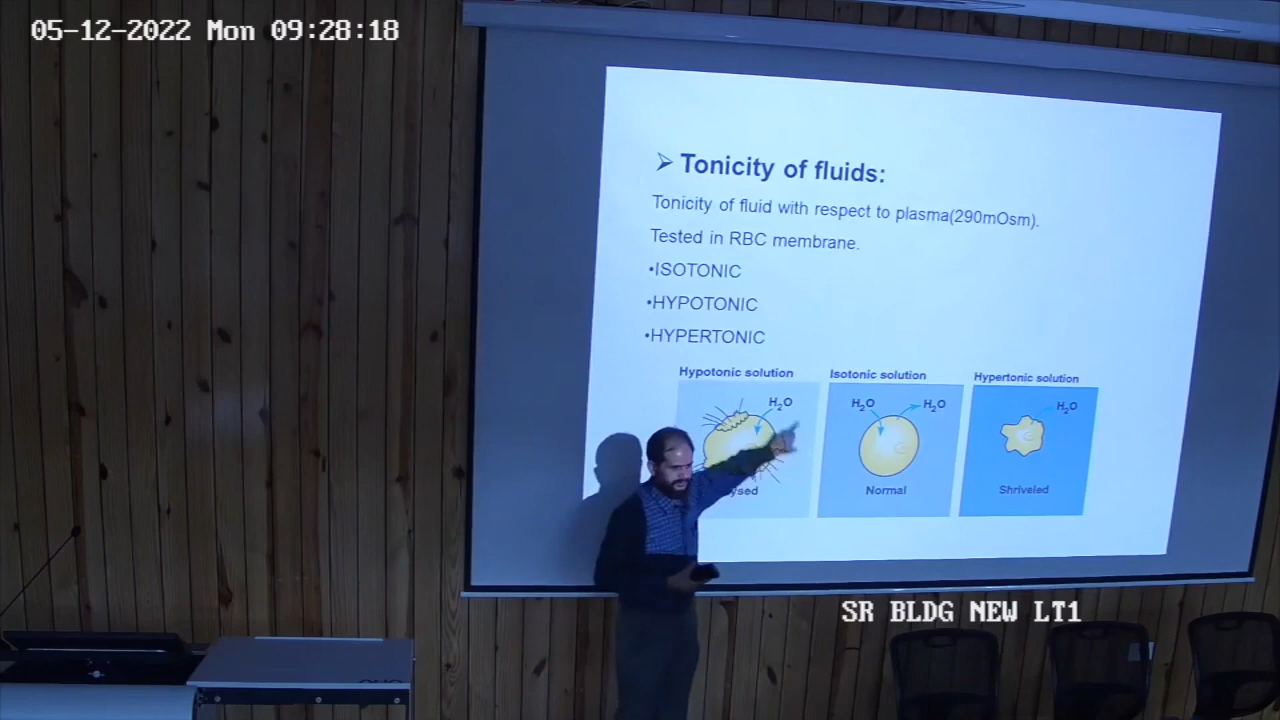 05-12-2022 Mon 09:28:18
➢ Tonicity of fluids:
Tonicity of fluid with respect to plasma(290mOsm).
Tested in RBC membrane.
•ISOTONIC
•HYPOTONIC
•HYPERTONIC
Hypotonic solution Isotonic solution Hypertonic solution
H₂O H₂O H₂O H₂O
Normal Shriveled
SR BLDG NEW LT1